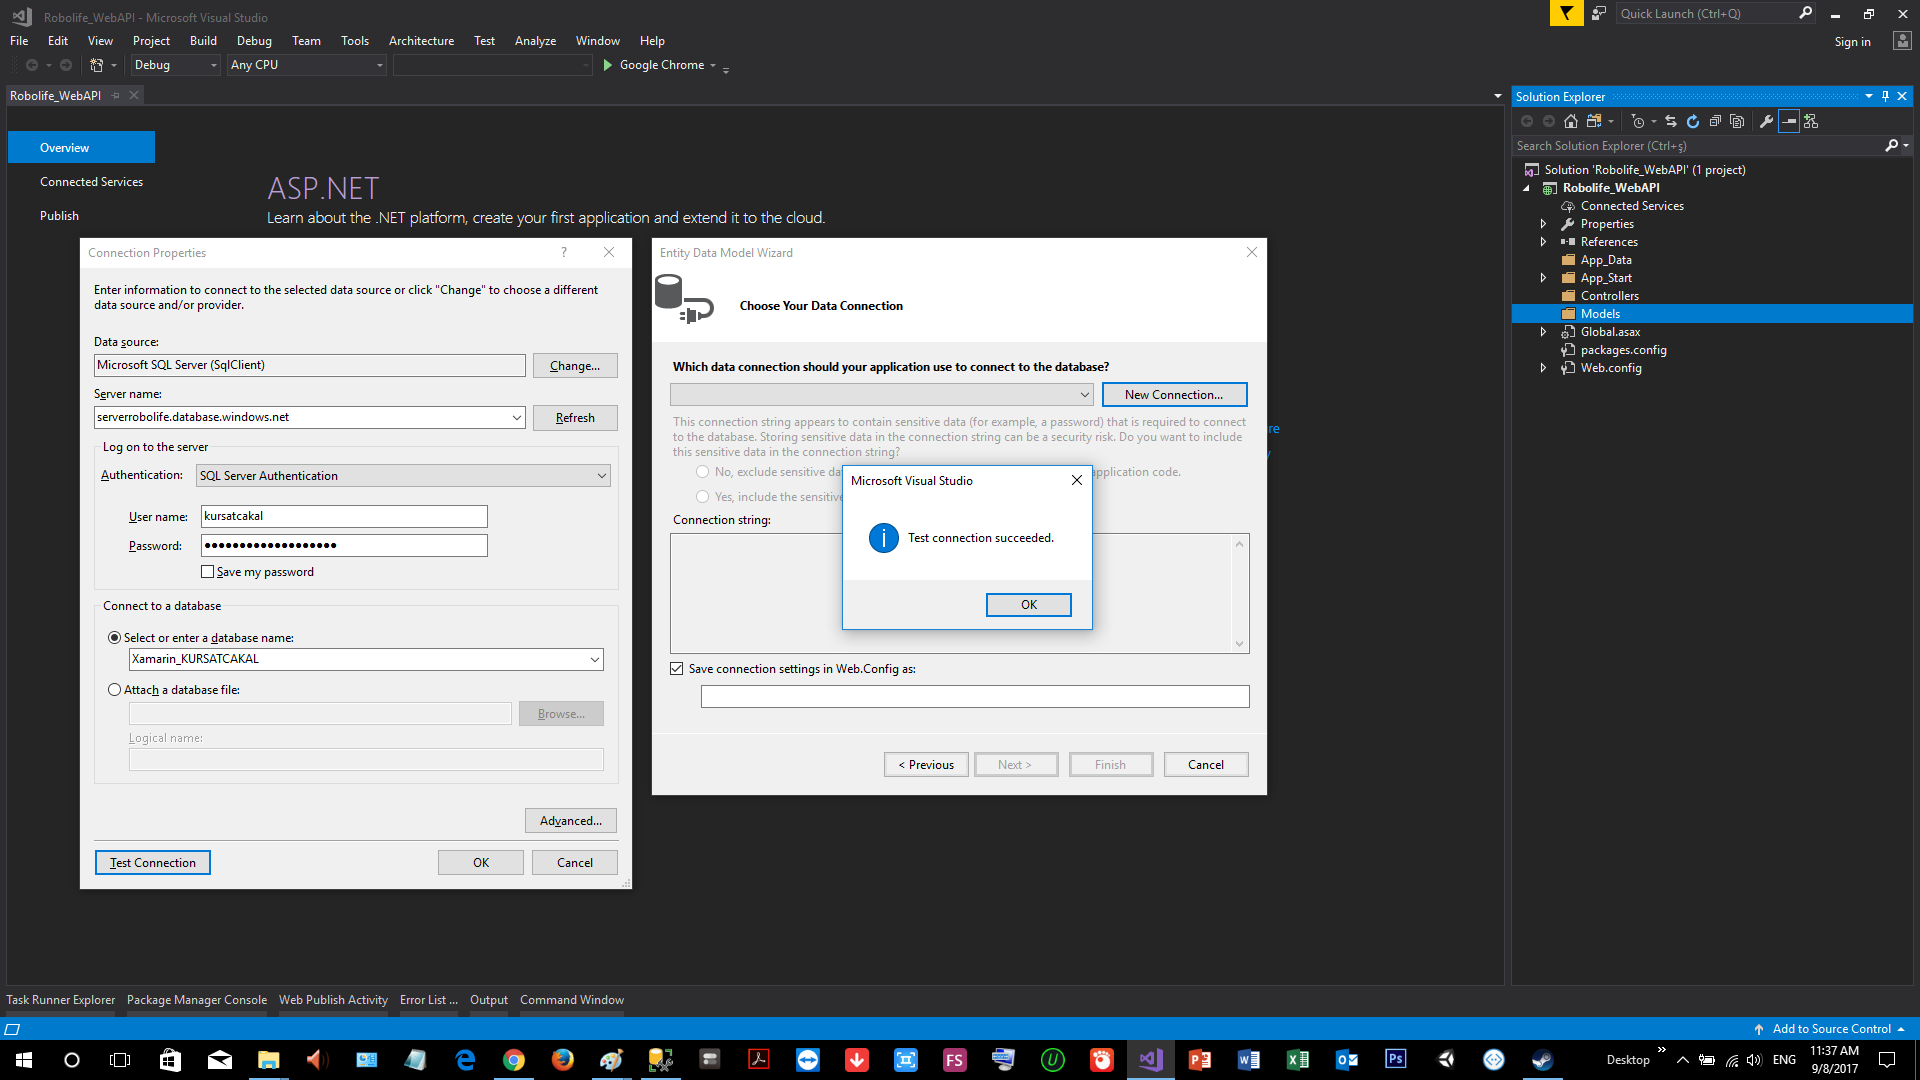 Robolife_WebAPI - Microsoft Visual Studio
Quick Launch (Ctrl+Q)
File Edit View Project Build Debug Team Tools Architecture Test Analyze Window Help
Sign in
Debug
Any CPU
Google Chrome
Robolife_WebAPI
Overview
Connected Services
Publish
ASP.NET
Learn about the .NET platform, create your first application and extend it to the cloud.
Connection Properties
?
Enter information to connect to the selected data source or click "Change" to choose a different
data source and/or provider.
Data source:
Microsoft SQL Server (SqlClient)
Change...
Server name:
serverrobolife.database.windows.net
Refresh
Log on to the server
Authentication:
SQL Server Authentication
User name:
kursatcakal
Password:
●●●●●●●●●●●●●●●●●●●
Save my password
Connect to a database
Select or enter a database name:
Xamarin_KURSATCAKAL
Attach a database file:
Browse...
Logical name:
Advanced...
Test Connection
OK
Cancel
Entity Data Model Wizard
Choose Your Data Connection
Which data connection should your application use to connect to the database?
New Connection...
This connection string appears to contain sensitive data (for example, a password) that is required to connect
to the database. Storing sensitive data in the connection string can be a security risk. Do you want to include
this sensitive data in the connection string?
No, exclude sensitive da
pplication code.
Yes, include the sensitive
Connection string:
Microsoft Visual Studio
Test connection succeeded.
OK
Save connection settings in Web.Config as:
< Previous
Next >
Finish
Cancel
re
y
Solution Explorer
Search Solution Explorer (Ctrl+ş)
Solution 'Robolife_WebAPI' (1 project)
Robolife_WebAPI
Connected Services
Properties
References
App_Data
App_Start
Controllers
Models
Global.asax
packages.config
Web.config
Task Runner Explorer Package Manager Console Web Publish Activity Error List ... Output Command Window
Add to Source Control
FS
Ps
Desktop
ENG
11:37 AM
9/8/2017